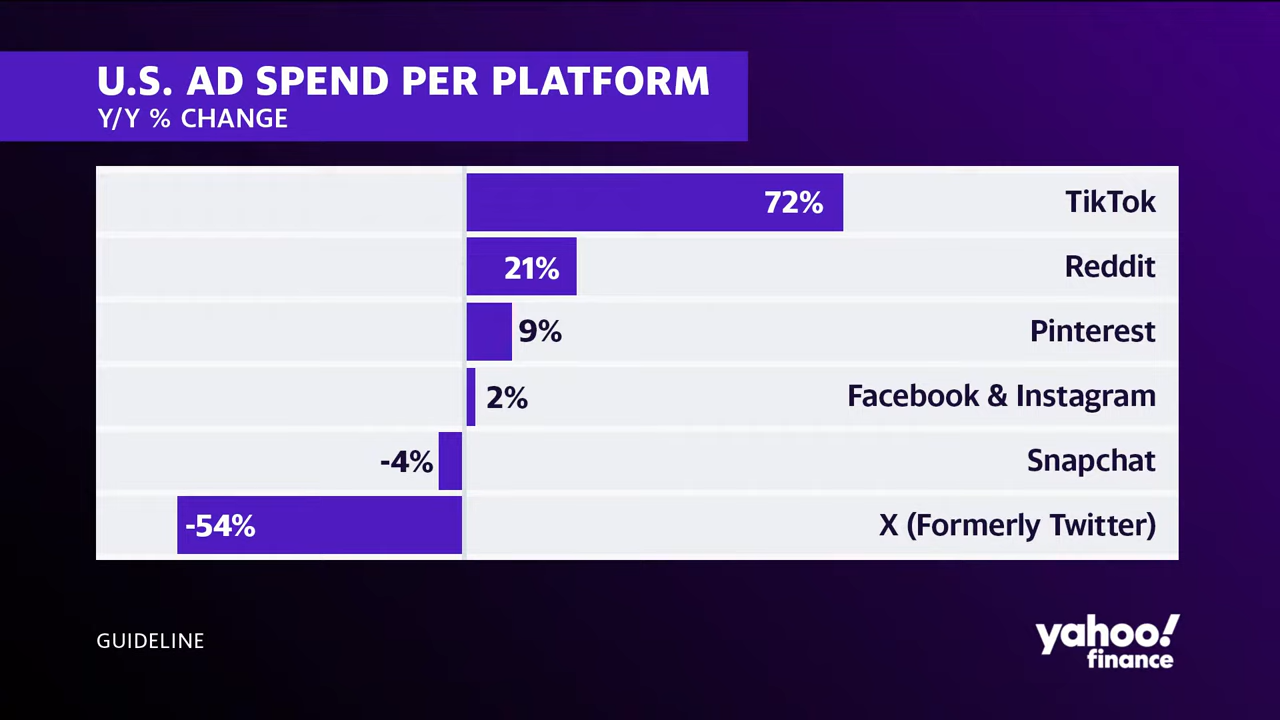 U.S. AD SPEND PER PLATFORM
Y/Y % CHANGE
72% TikTok
21% Reddit
9% Pinterest
2% Facebook & Instagram
-4% Snapchat
-54% X (Formerly Twitter)
GUIDELINE
yahoo!
finance